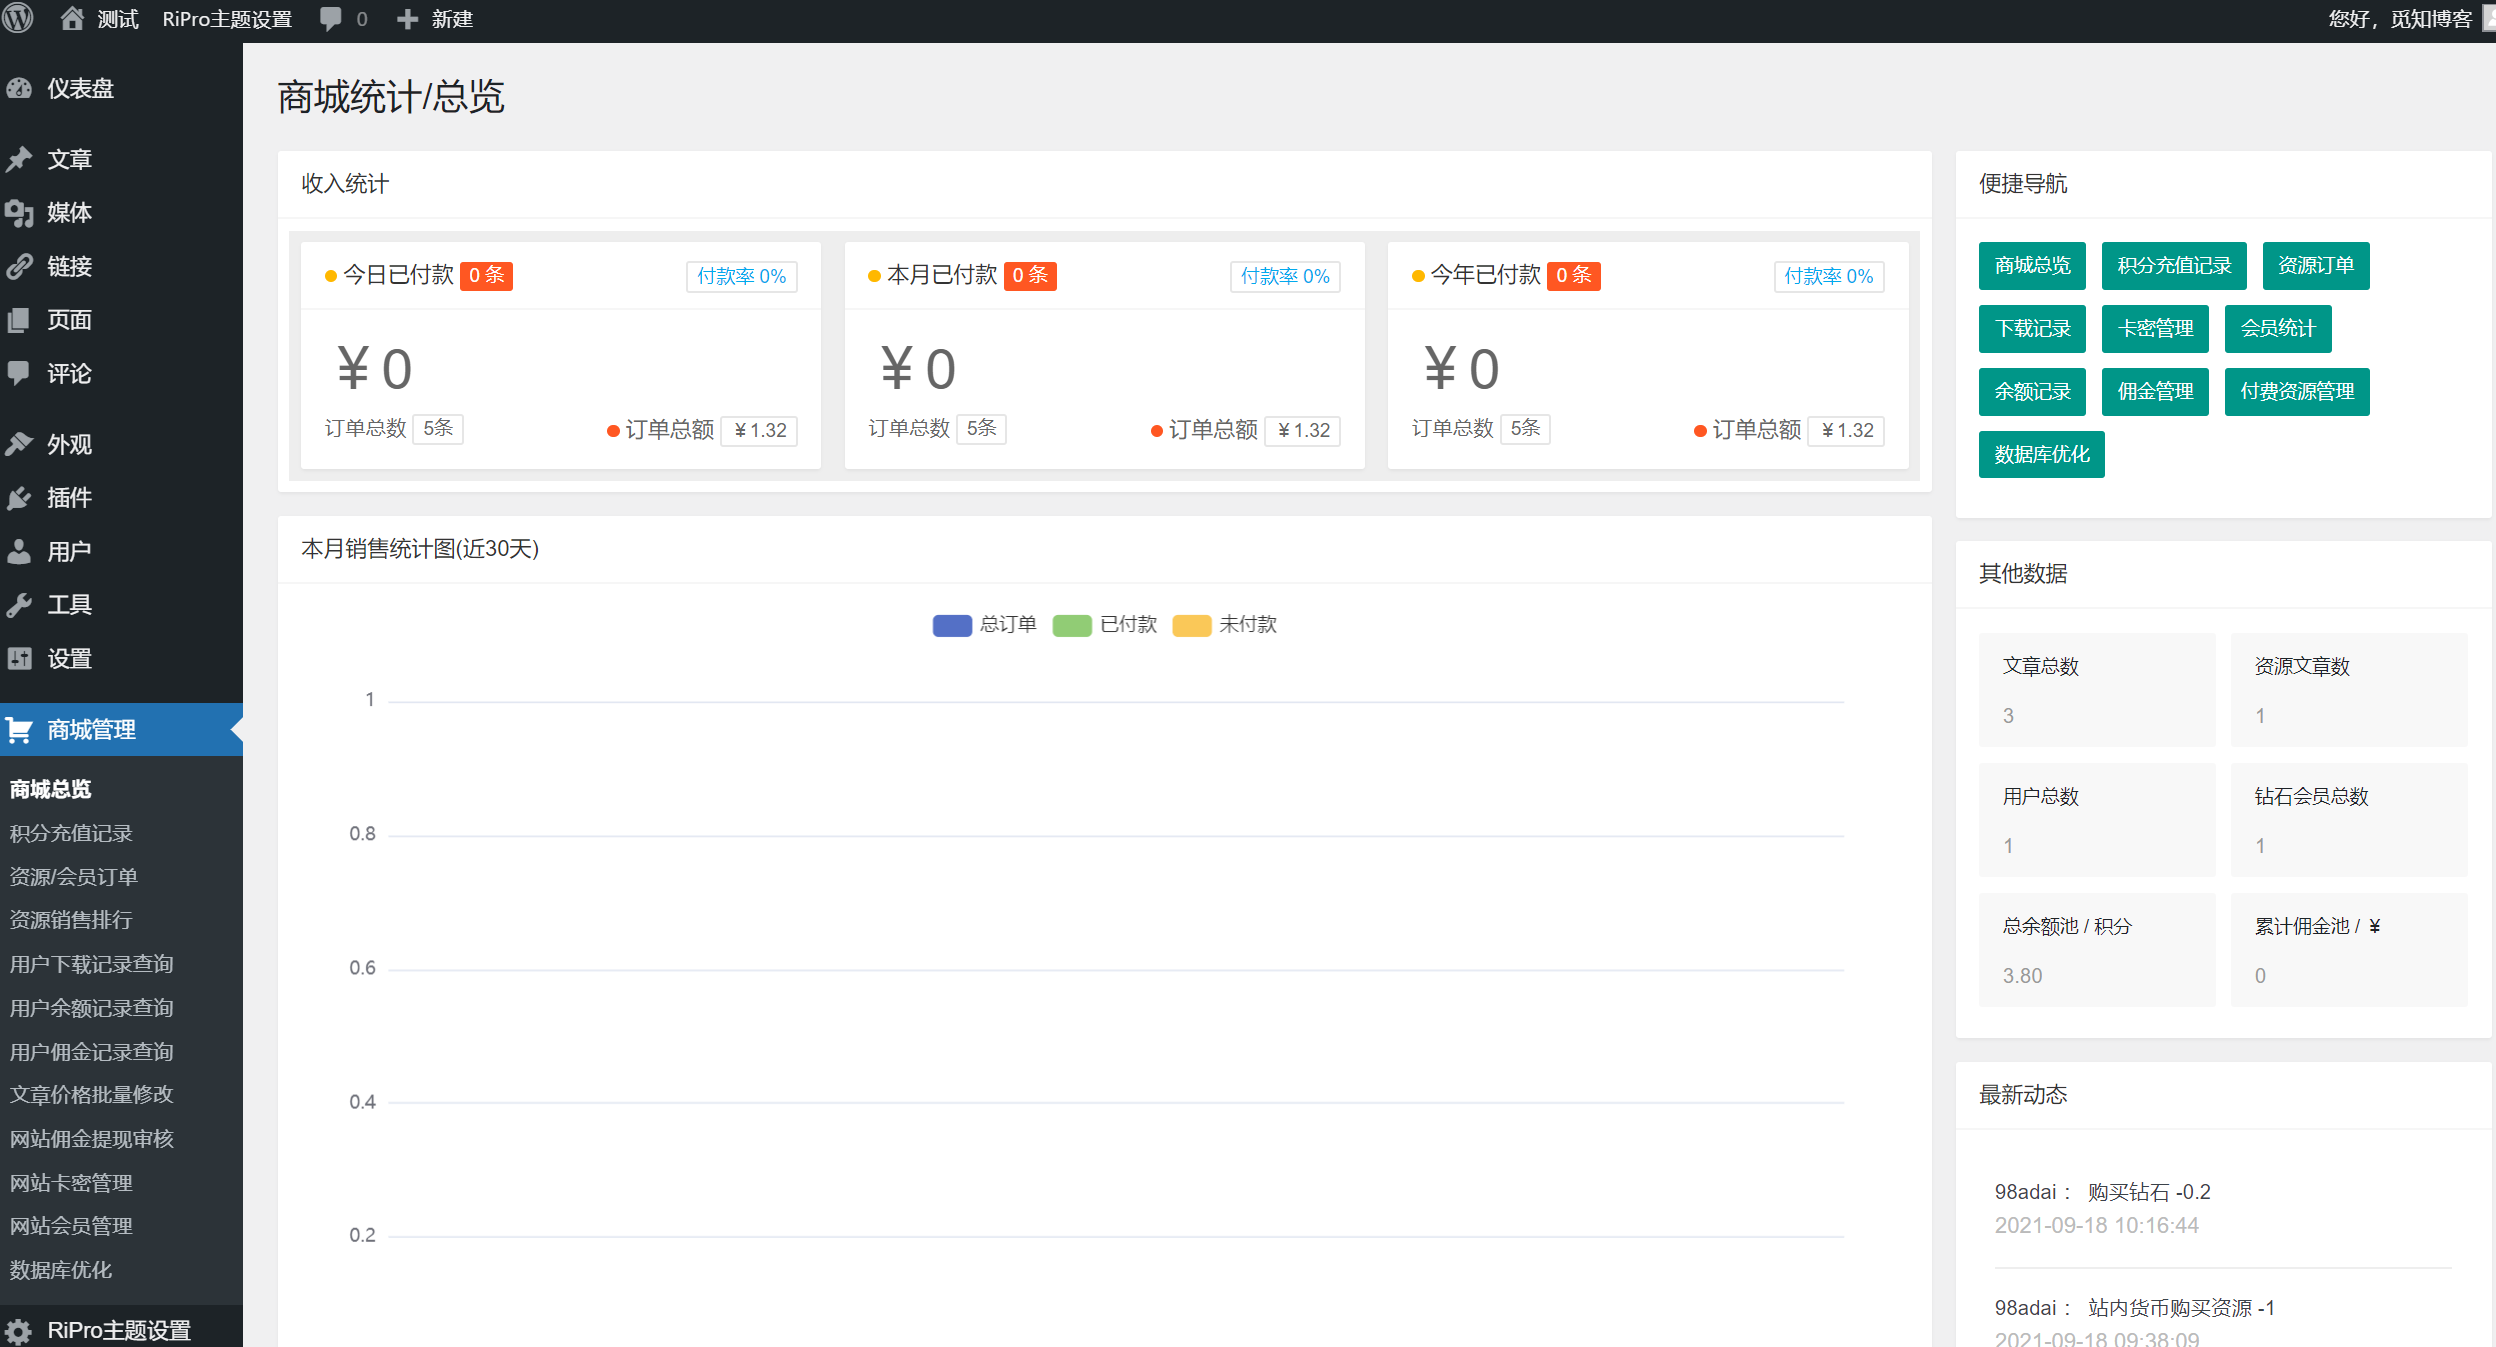 测试 RiPro主题设置 0 新建 您好，觅知博客
仪表盘
文章
媒体
链接
页面
评论
外观
插件
用户
工具
设置
商城管理
商城总览
积分充值记录
资源/会员订单
资源销售排行
用户下载记录查询
用户余额记录查询
用户佣金记录查询
文章价格批量修改
网站佣金提现审核
网站卡密管理
网站会员管理
数据库优化
RiPro主题设置
商城统计/总览
收入统计
今日已付款 0 条 付款率 0%
￥0
订单总数 5条 订单总额 ￥1.32
本月已付款 0 条 付款率 0%
￥0
订单总数 5条 订单总额 ￥1.32
今年已付款 0 条 付款率 0%
￥0
订单总数 5条 订单总额 ￥1.32
本月销售统计图(近30天)
总订单 已付款 未付款
1
0.8
0.6
0.4
0.2
便捷导航
商城总览 积分充值记录 资源订单
下载记录 卡密管理 会员统计
余额记录 佣金管理 付费资源管理
数据库优化
其他数据
文章总数 资源文章数
3 1
用户总数 钻石会员总数
1 1
总余额池 / 积分 累计佣金池 / ￥
3.80 0
最新动态
98adai： 购买钻石 -0.2
2021-09-18 10:16:44
98adai： 站内货币购买资源 -1
2021-09-18 09:38:09